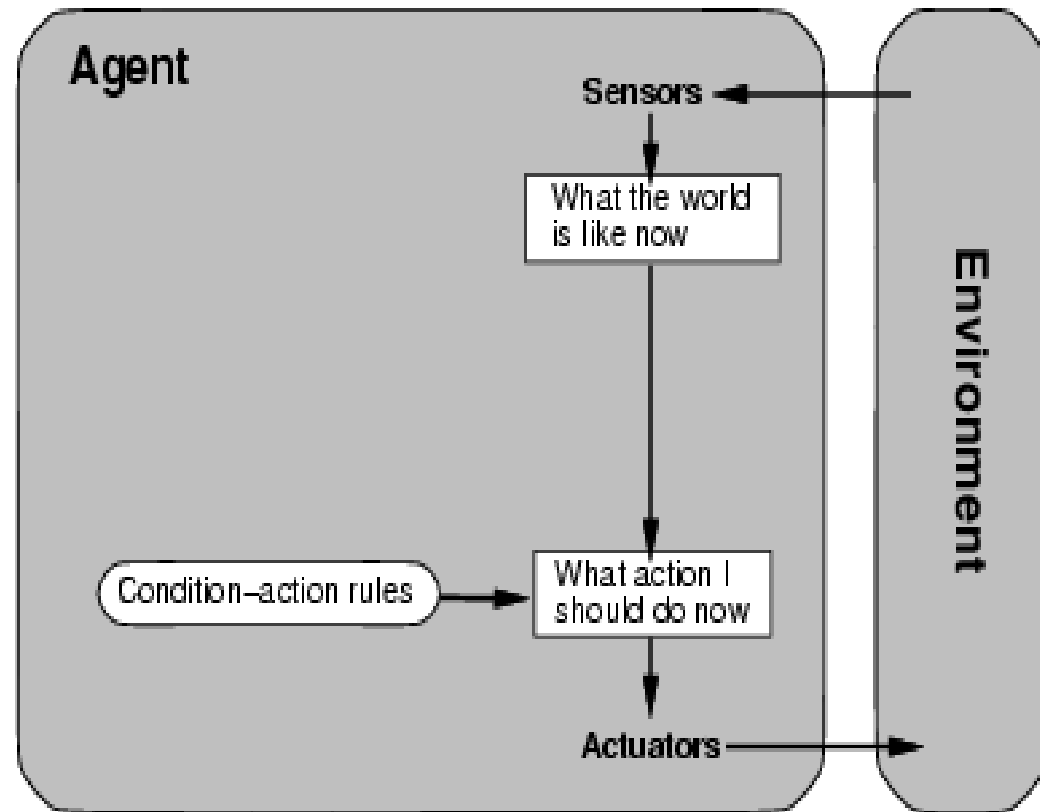 Agent
Sensors
What the world
is like now
Environment
Condition–action rules
What action I
should do now
Actuators